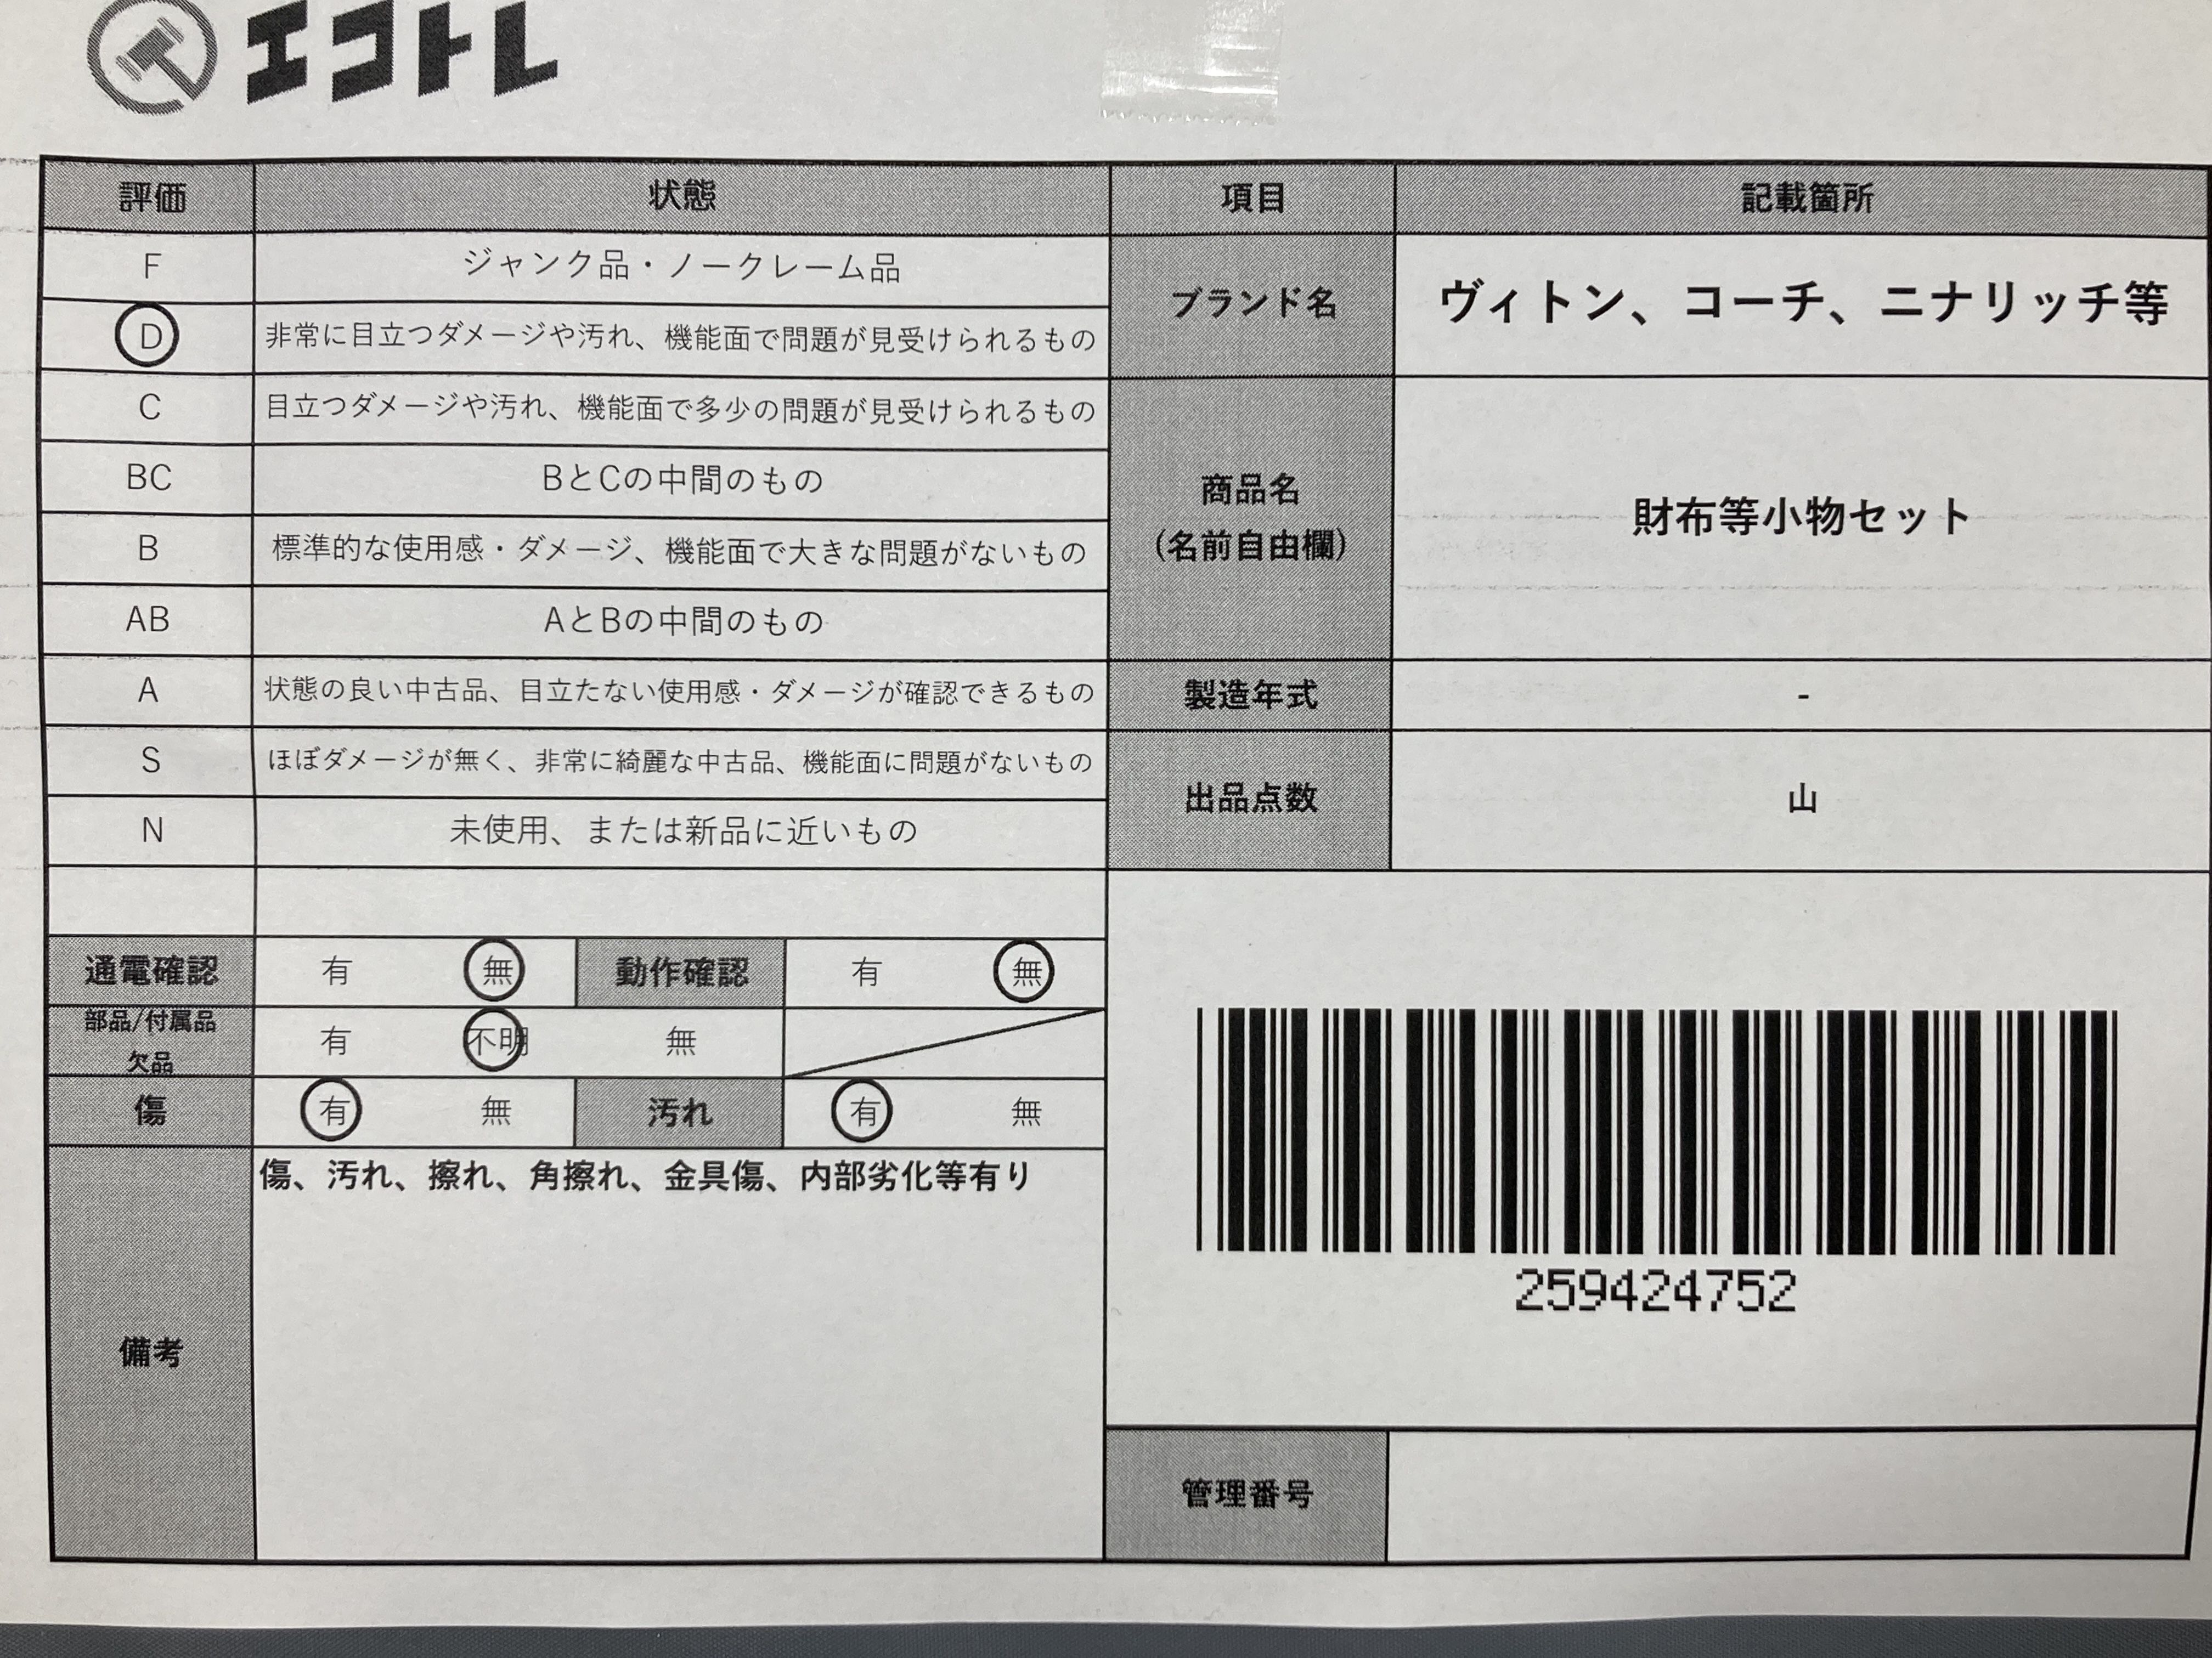 エコトレ
評価 状態 項目 記載箇所
F ジャンク品・ノークレーム品
D 非常に目立つダメージや汚れ、機能面で問題が見受けられるもの
ブランド名 ヴィトン、コーチ、ニナリッチ等
C 目立つダメージや汚れ、機能面で多少の問題が見受けられるもの
BC BとCの中間のもの
B 標準的な使用感・ダメージ、機能面で大きな問題がないもの
AB AとBの中間のもの
商品名
(名前自由欄)
財布等小物セット
A 状態の良い中古品、目立たない使用感・ダメージが確認できるもの
製造年式 -
S ほぼダメージが無く、非常に綺麗な中古品、機能面に問題がないもの
N 未使用、または新品に近いもの
出品点数 山
通電確認 有 無 動作確認 有 無
部品/付属品
欠品
有 不明 無
傷 有 無 汚れ 有 無
備考
傷、汚れ、擦れ、角擦れ、金具傷、内部劣化等有り
259424752
管理番号